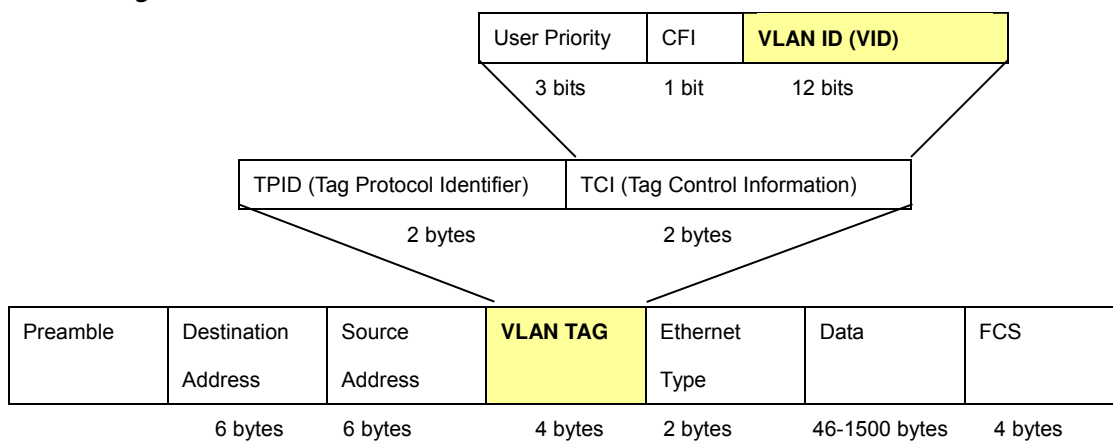 User Priority CFI VLAN ID (VID)
3 bits 1 bit 12 bits
TPID (Tag Protocol Identifier) TCI (Tag Control Information)
2 bytes 2 bytes
Preamble Destination Address Source Address VLAN TAG Ethernet Type Data FCS
6 bytes 6 bytes 4 bytes 2 bytes 46-1500 bytes 4 bytes